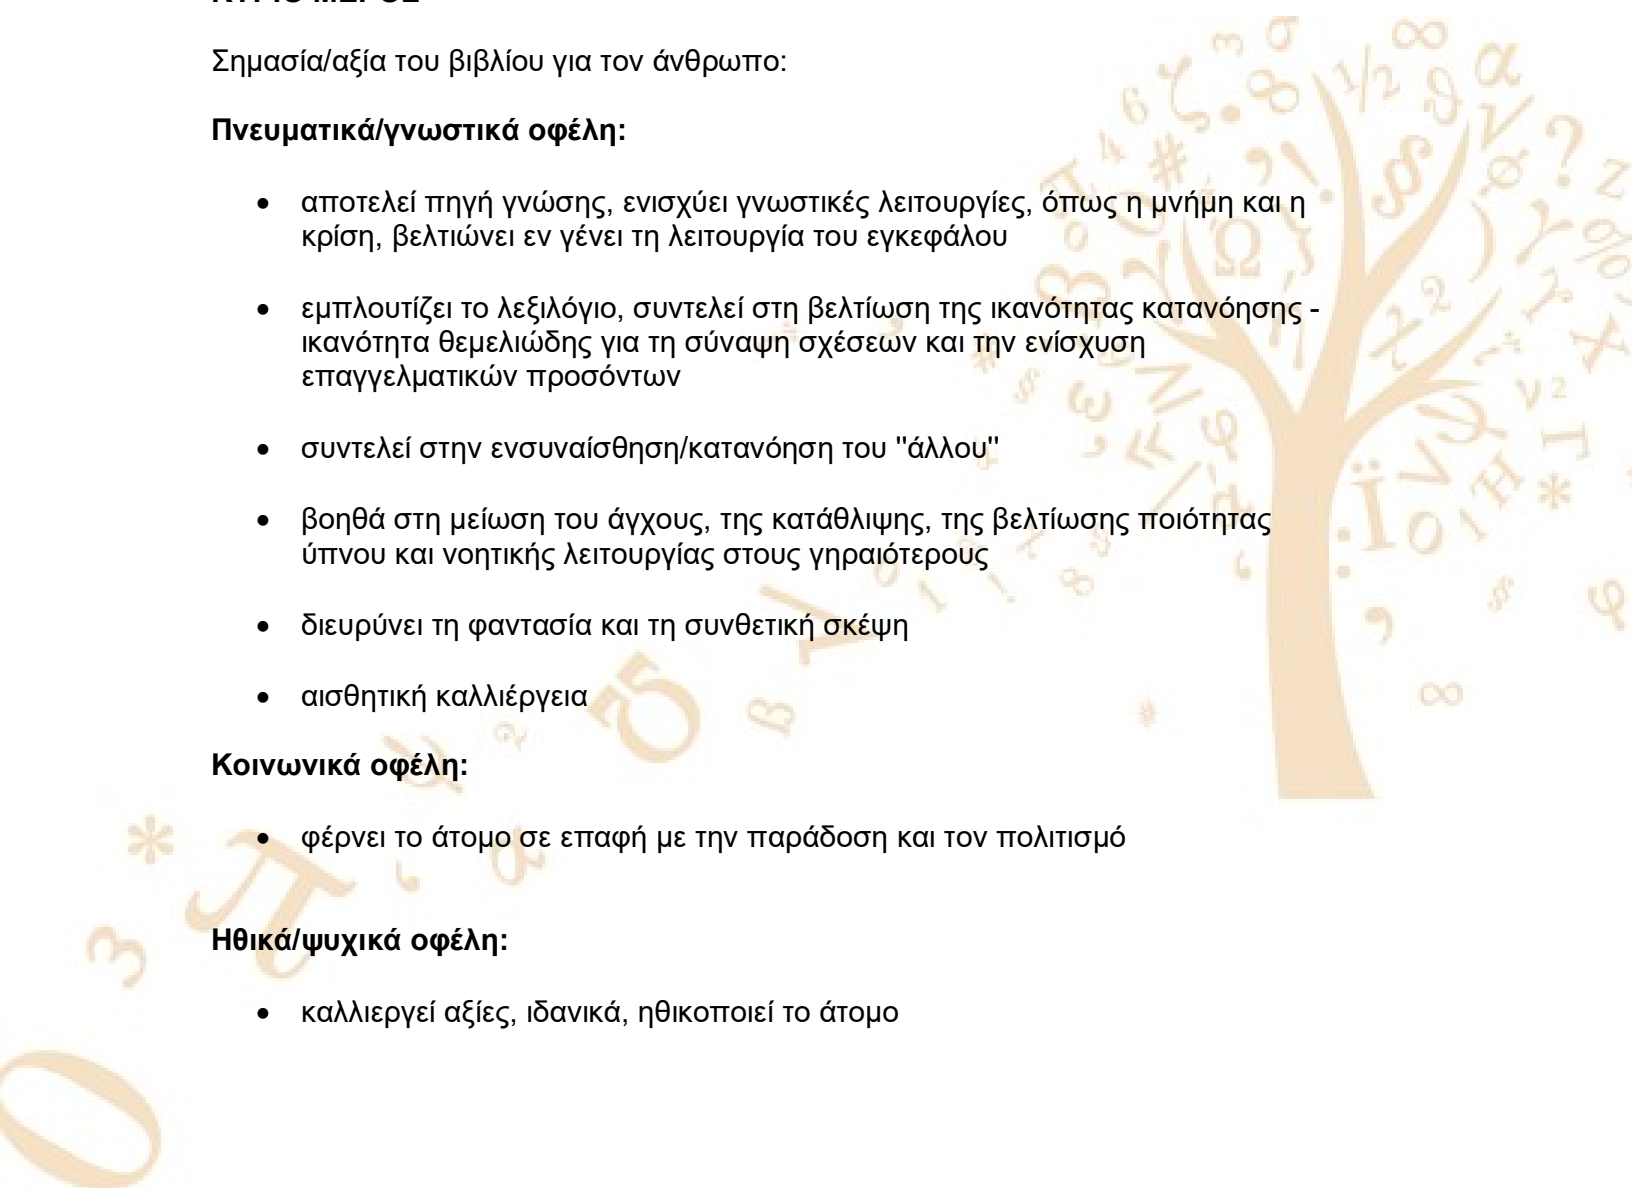 Σημασία/αξία του βιβλίου για τον άνθρωπο:
Πνευματικά/γνωστικά οφέλη:
• αποτελεί πηγή γνώσης, ενισχύει γνωστικές λειτουργίες, όπως η μνήμη και η
κρίση, βελτιώνει εν γένει τη λειτουργία του εγκεφάλου
• εμπλουτίζει το λεξιλόγιο, συντελεί στη βελτίωση της ικανότητας κατανόησης -
ικανότητα θεμελιώδης για τη σύναψη σχέσεων και την ενίσχυση
επαγγελματικών προσόντων
• συντελεί στην ενσυναίσθηση/κατανόηση του "άλλου"
• βοηθά στη μείωση του άγχους, της κατάθλιψης, της βελτίωσης ποιότητας
ύπνου και νοητικής λειτουργίας στους γηραιότερους
• διευρύνει τη φαντασία και τη συνθετική σκέψη
• αισθητική καλλιέργεια
Κοινωνικά οφέλη:
• φέρνει το άτομο σε επαφή με την παράδοση και τον πολιτισμό
Ηθικά/ψυχικά οφέλη:
• καλλιεργεί αξίες, ιδανικά, ηθικοποιεί το άτομο